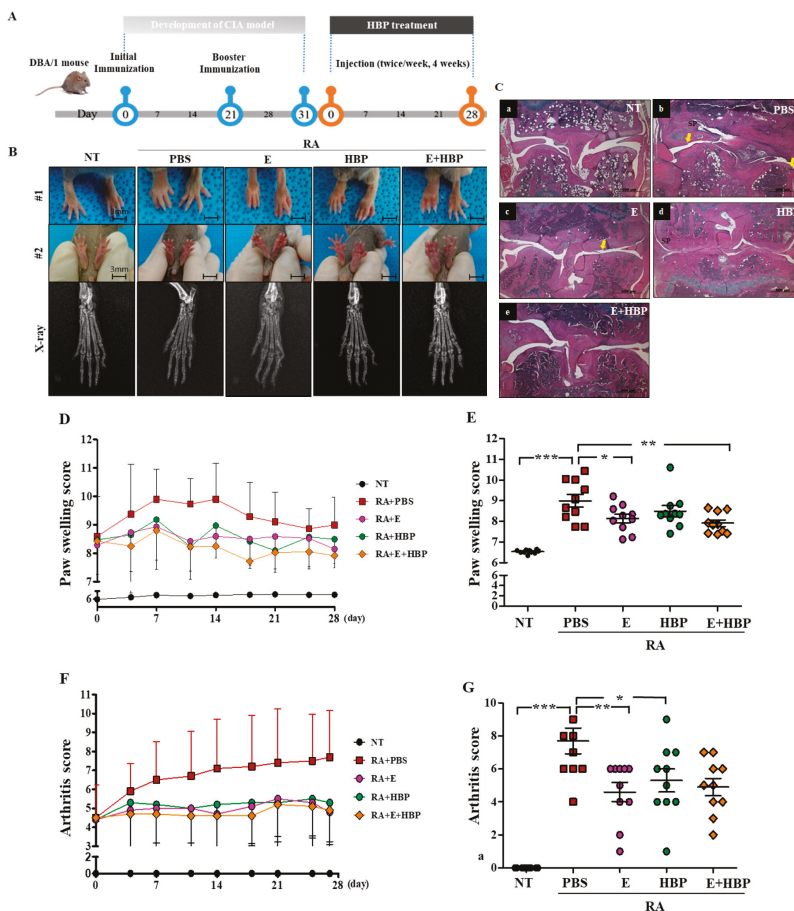 A
Development of CIA model
HBP treatment
DBA/1 mouse
Initial
Immunization
Booster
Immunization
Injection (twice/week, 4 weeks)
Day 0 7 14 21 28 31 0 7 14 21 28
B
RA
NT PBS E HBP E+HBP
#1
#2
3mm
X-ray
C
a NT
b PBS
SP
c E
d HBP
SP
e E+HBP
D
Paw swelling score
12
11
10
9
8
7
6
0 7 14 21 28 (day)
NT
RA+PBS
RA+E
RA+HBP
RA+E+HBP
E
Paw swelling score
12
11
10
9
8
7
6
6
4
2
0
*** * **
NT PBS E HBP E+HBP
RA
F
Arthritis score
11
10
9
8
7
6
5
4
3
2
0
0 7 14 21 28 (day)
NT
RA+PBS
RA+E
RA+HBP
RA+E+HBP
G
Arthritis score
10
8
6
4
2
0
*** ** *
a
NT PBS E HBP E+HBP
RA